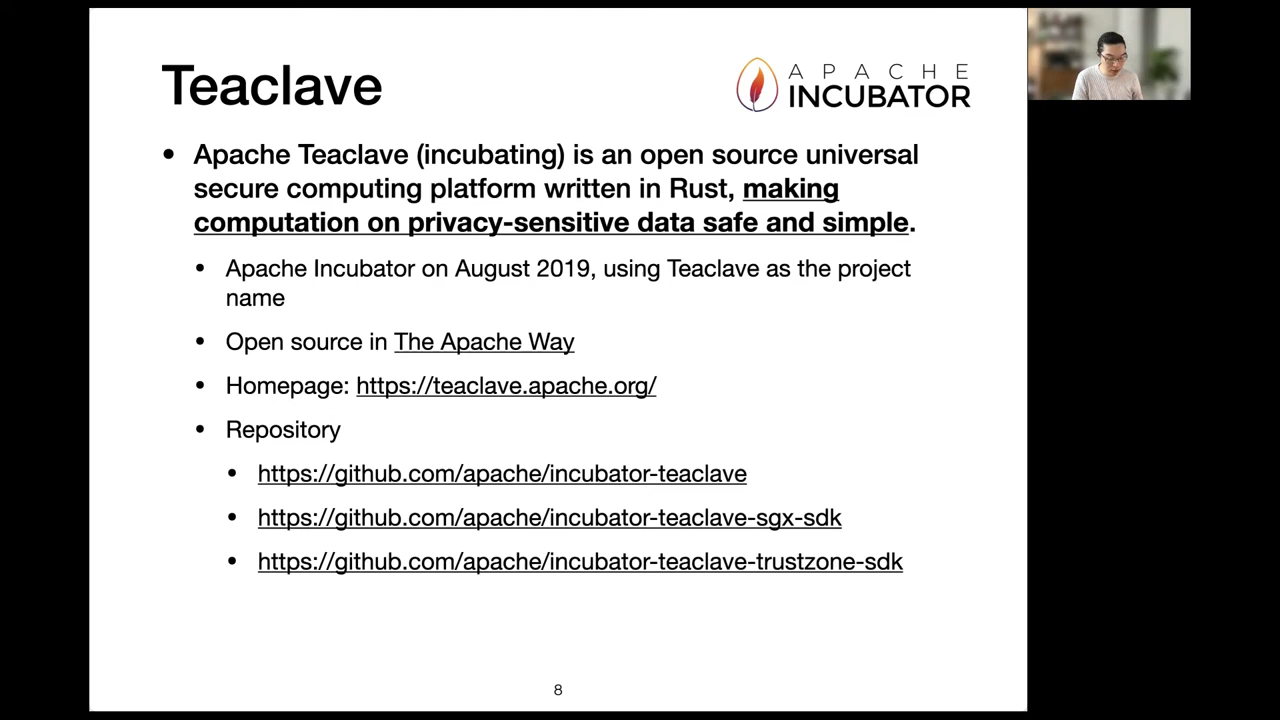 Teaclave
APACHE
INCUBATOR
• Apache Teaclave (incubating) is an open source universal
secure computing platform written in Rust, making
computation on privacy-sensitive data safe and simple.
• Apache Incubator on August 2019, using Teaclave as the project
name
• Open source in The Apache Way
• Homepage: https://teaclave.apache.org/
• Repository
• https://github.com/apache/incubator-teaclave
• https://github.com/apache/incubator-teaclave-sgx-sdk
• https://github.com/apache/incubator-teaclave-trustzone-sdk
8